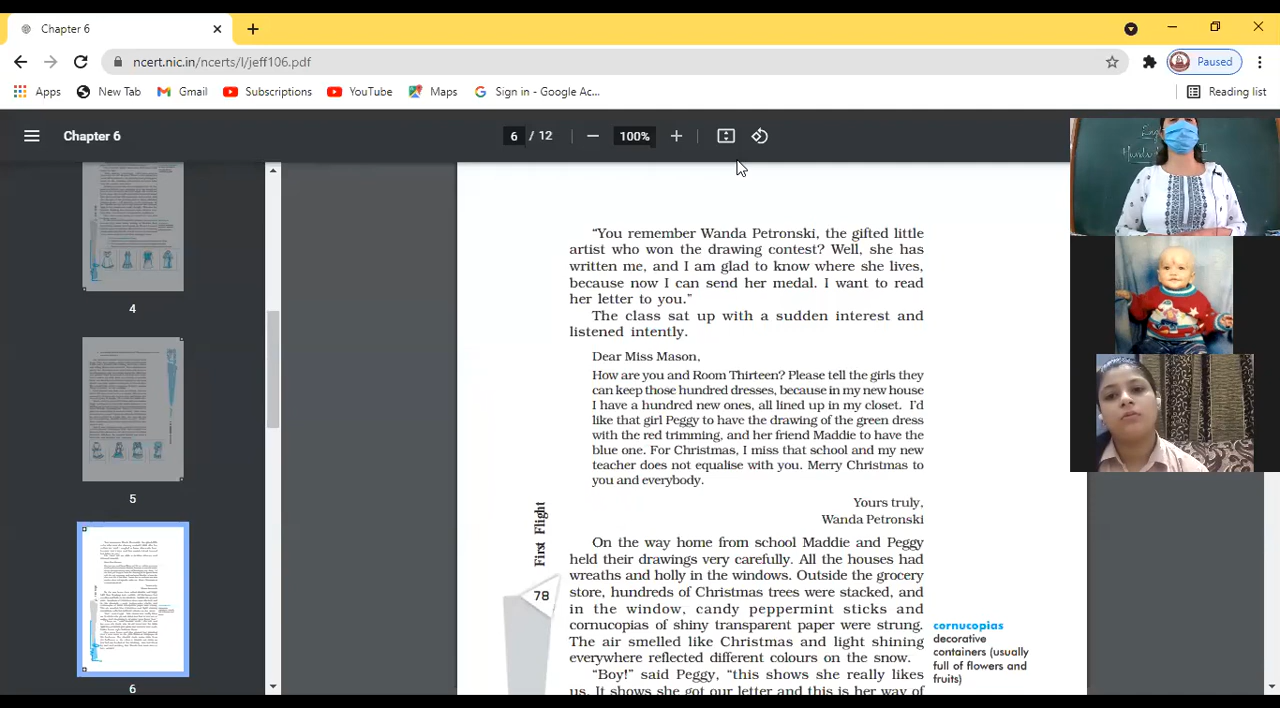 Chapter 6
ncert.nic.in/ncerts/l/jeff106.pdf
Paused
Apps
New Tab
Gmail
Subscriptions
YouTube
Maps
Sign in - Google Ac...
Reading list
Chapter 6
6 / 12
100%
4
5
6
“You remember Wanda Petronski, the gifted little
artist who won the drawing contest? Well, she has
written me, and I am glad to know where she lives,
because now I can send her medal. I want to read
her letter to you.”
The class sat up with a sudden interest and
listened intently.
Dear Miss Mason,
How are you and Room Thirteen? Please tell the girls they
can keep those hundred dresses, because in my new house
I have a hundred new ones, all lined up in my closet. I’d
like that girl Peggy to have the drawing of the green dress
with the red trimming, and her friend Maddie to have the
blue one. For Christmas, I miss that school and my new
teacher does not equalise with you. Merry Christmas to
you and everybody.
Yours truly,
Wanda Petronski
On the way home from school Maddie and Peggy
held their drawings very carefully. All the houses had
wreaths and holly in the windows. Outside the grocery
store, hundreds of Christmas trees were stacked, and
in the window, candy peppermint sticks and
cornucopias of shiny transparent paper were strung.
The air smelled like Christmas and light shining
everywhere reflected different colours on the snow.
“Boy!” said Peggy, “this shows she really likes
us. It shows she got our letter and this is her way of
First Flight
78
cornucopias
decorative
containers (usually
full of flowers and
fruits)